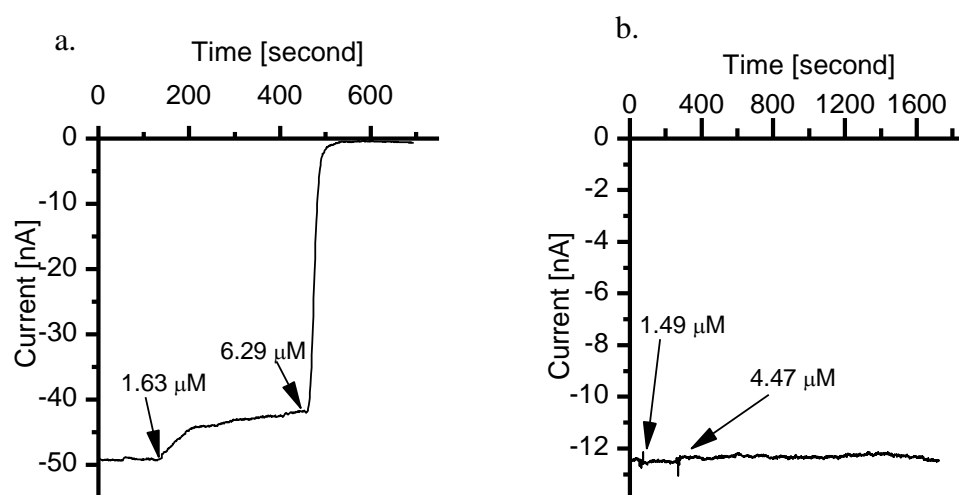 a.
Time [second]
0 200 400 600
0
-10
-20
-30
-40
-50
Current [nA]
1.63 μM
6.29 μM
b.
Time [second]
0 400 800 1200 1600
0
-2
-4
-6
-8
-10
-12
Current [nA]
1.49 μM
4.47 μM